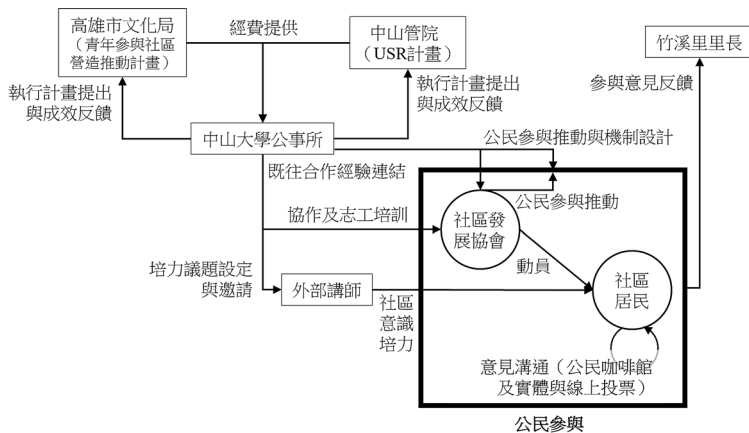 高雄市文化局
（青年參與社區
營造推動計畫）
經費提供
中山管院
（USR計畫）
竹溪里里長
執行計畫提出
與成效反饋
執行計畫提出
與成效反饋
參與意見反饋
中山大學公事所
公民參與推動與機制設計
既往合作經驗連結
公民參與推動
協作及志工培訓
社區發
展協會
動員
培力議題設定
與邀請
外部講師
社區
意識
培力
社區
居民
意見溝通（公民咖啡館
及實體與線上投票）
公民參與